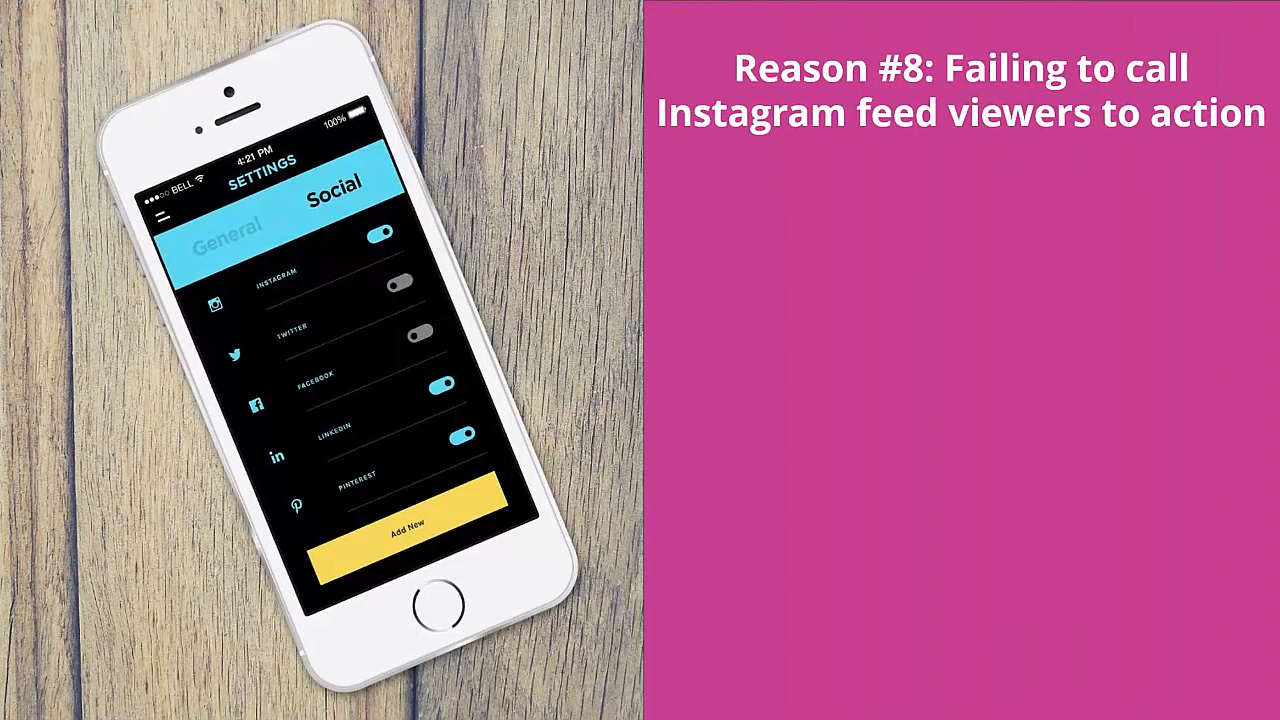 Reason #8: Failing to call
Instagram feed viewers to action
BELL
4:21 PM
100%
SETTINGS
General
Social
INSTAGRAM
TWITTER
FACEBOOK
LINKEDIN
PINTEREST
Add New